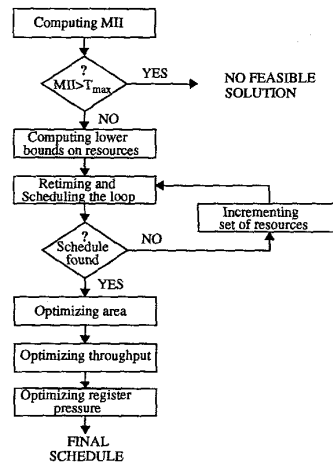 Computing MII
?
MII>Tmax
YES
NO FEASIBLE
SOLUTION
NO
Computing lower
bounds on resources
Retiming and
Scheduling the loop
Incrementing
set of resources
?
Schedule
found
NO
YES
Optimizing area
Optimizing throughput
Optimizing register
pressure
FINAL
SCHEDULE